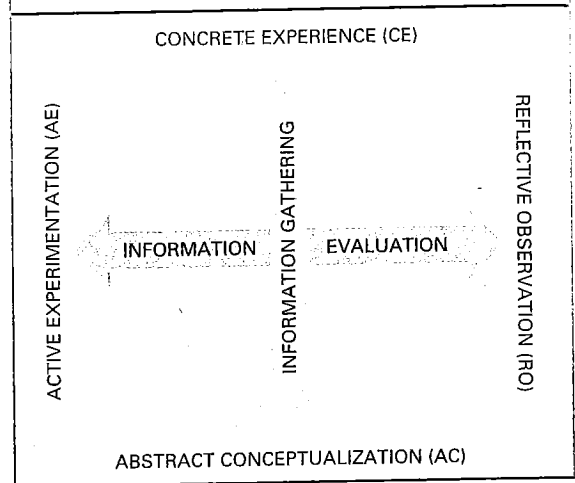 CONCRETE EXPERIENCE (CE)
ACTIVE EXPERIMENTATION (AE)
INFORMATION GATHERING
REFLECTIVE OBSERVATION (RO)
INFORMATION EVALUATION
ABSTRACT CONCEPTUALIZATION (AC)